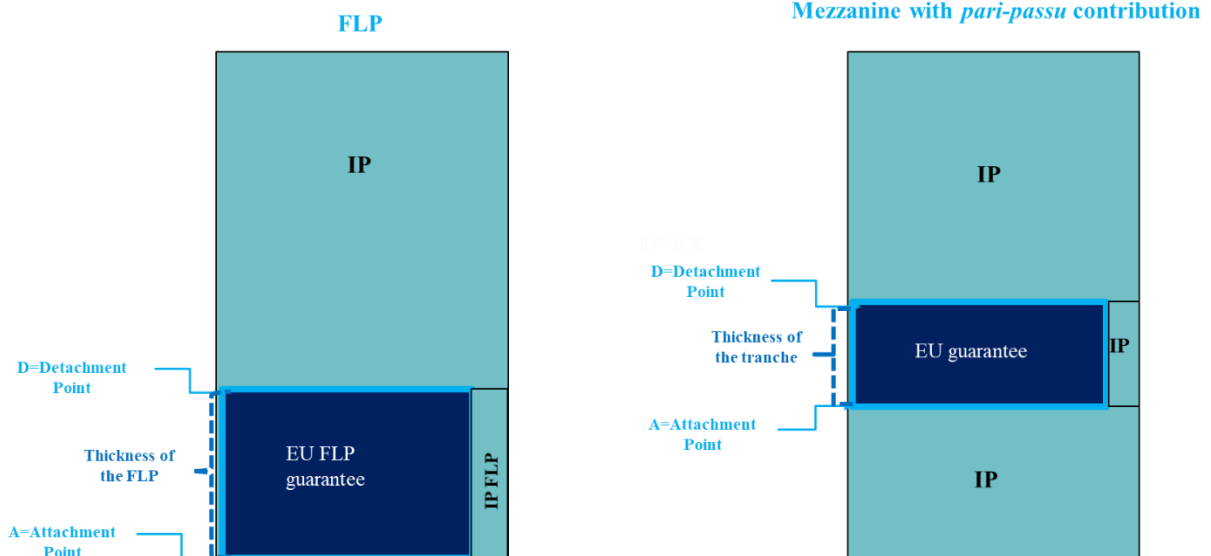 FLP
IP
D=Detachment
Point
Thickness of
the FLP
EU FLP
guarantee
IP FLP
A=Attachment
Point
Mezzanine with pari-passu contribution
IP
D=Detachment
Point
Thickness of
the tranche
EU guarantee
IP
A=Attachment
Point
IP